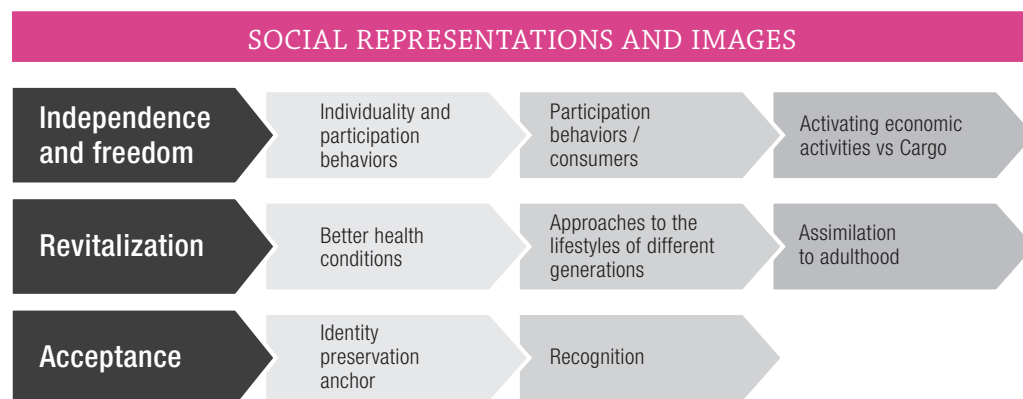 SOCIAL REPRESENTATIONS AND IMAGES
Independence
and freedom
Individuality and
participation
behaviors
Participation
behaviors /
consumers
Activating economic
activities vs Cargo
Revitalization
Better health
conditions
Approaches to the
lifestyles of different
generations
Assimilation
to adulthood
Acceptance
Identity
preservation
anchor
Recognition